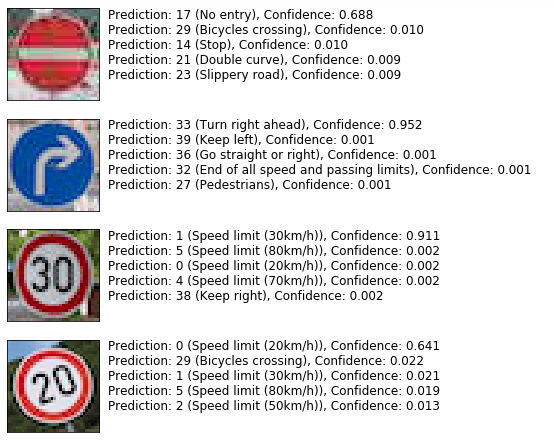 Prediction: 17 (No entry), Confidence: 0.688
Prediction: 29 (Bicycles crossing), Confidence: 0.010
Prediction: 14 (Stop), Confidence: 0.010
Prediction: 21 (Double curve), Confidence: 0.009
Prediction: 23 (Slippery road), Confidence: 0.009
Prediction: 33 (Turn right ahead), Confidence: 0.952
Prediction: 39 (Keep left), Confidence: 0.001
Prediction: 36 (Go straight or right), Confidence: 0.001
Prediction: 32 (End of all speed and passing limits), Confidence: 0.001
Prediction: 27 (Pedestrians), Confidence: 0.001
30
Prediction: 1 (Speed limit (30km/h)), Confidence: 0.911
Prediction: 5 (Speed limit (80km/h)), Confidence: 0.002
Prediction: 0 (Speed limit (20km/h)), Confidence: 0.002
Prediction: 4 (Speed limit (70km/h)), Confidence: 0.002
Prediction: 38 (Keep right), Confidence: 0.002
20
Prediction: 0 (Speed limit (20km/h)), Confidence: 0.641
Prediction: 29 (Bicycles crossing), Confidence: 0.022
Prediction: 1 (Speed limit (30km/h)), Confidence: 0.021
Prediction: 5 (Speed limit (80km/h)), Confidence: 0.019
Prediction: 2 (Speed limit (50km/h)), Confidence: 0.013